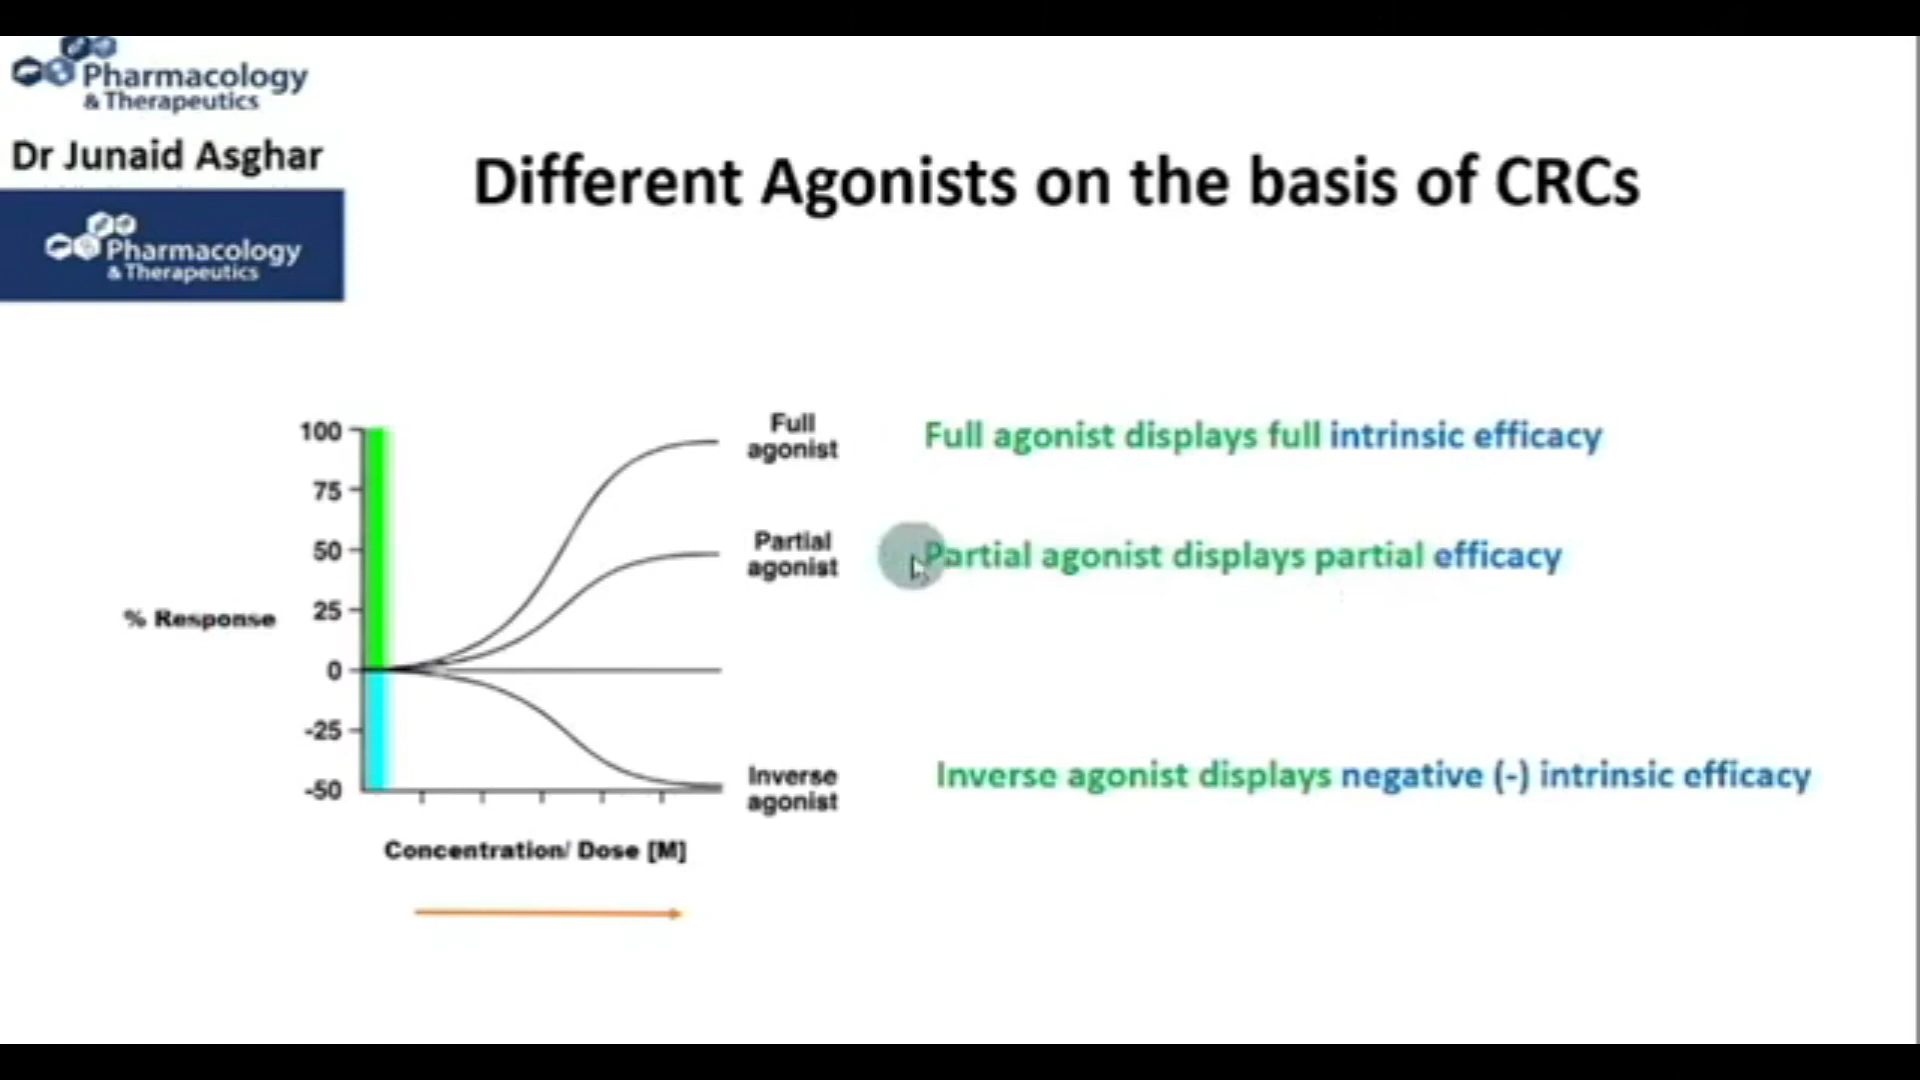 Pharmacology
& Therapeutics
Dr Junaid Asghar
Pharmacology
& Therapeutics
Different Agonists on the basis of CRCs
100
75
50
25
0
-25
-50
% Response
Full
agonist
Partial
agonist
Inverse
agonist
Full agonist displays full intrinsic efficacy
Partial agonist displays partial efficacy
Inverse agonist displays negative (-) intrinsic efficacy
Concentration/ Dose [M]